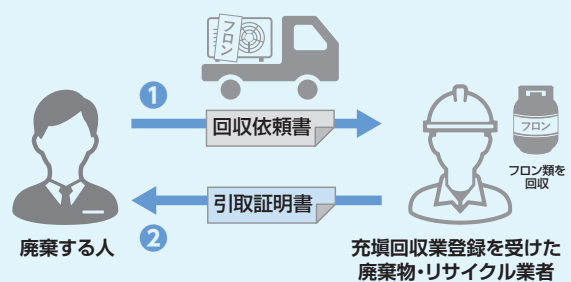 フロン
❶
回収依頼書
フロン
フロン類を
回収
引取証明書
❷
廃棄する人
充塡回収業登録を受けた
廃棄物・リサイクル業者